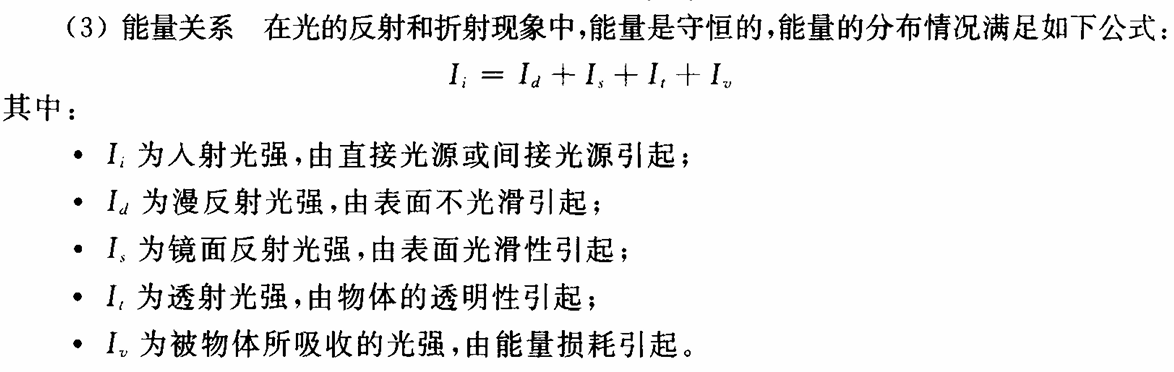 （3）能量关系　在光的反射和折射现象中,能量是守恒的,能量的分布情况满足如下公式:
I_i = I_d + I_s + I_t + I_v
其中:
• I_i 为入射光强,由直接光源或间接光源引起;
• I_d 为漫反射光强,由表面不光滑引起;
• I_s 为镜面反射光强,由表面光滑性引起;
• I_t 为透射光强,由物体的透明性引起;
• I_v 为被物体所吸收的光强,由能量损耗引起。